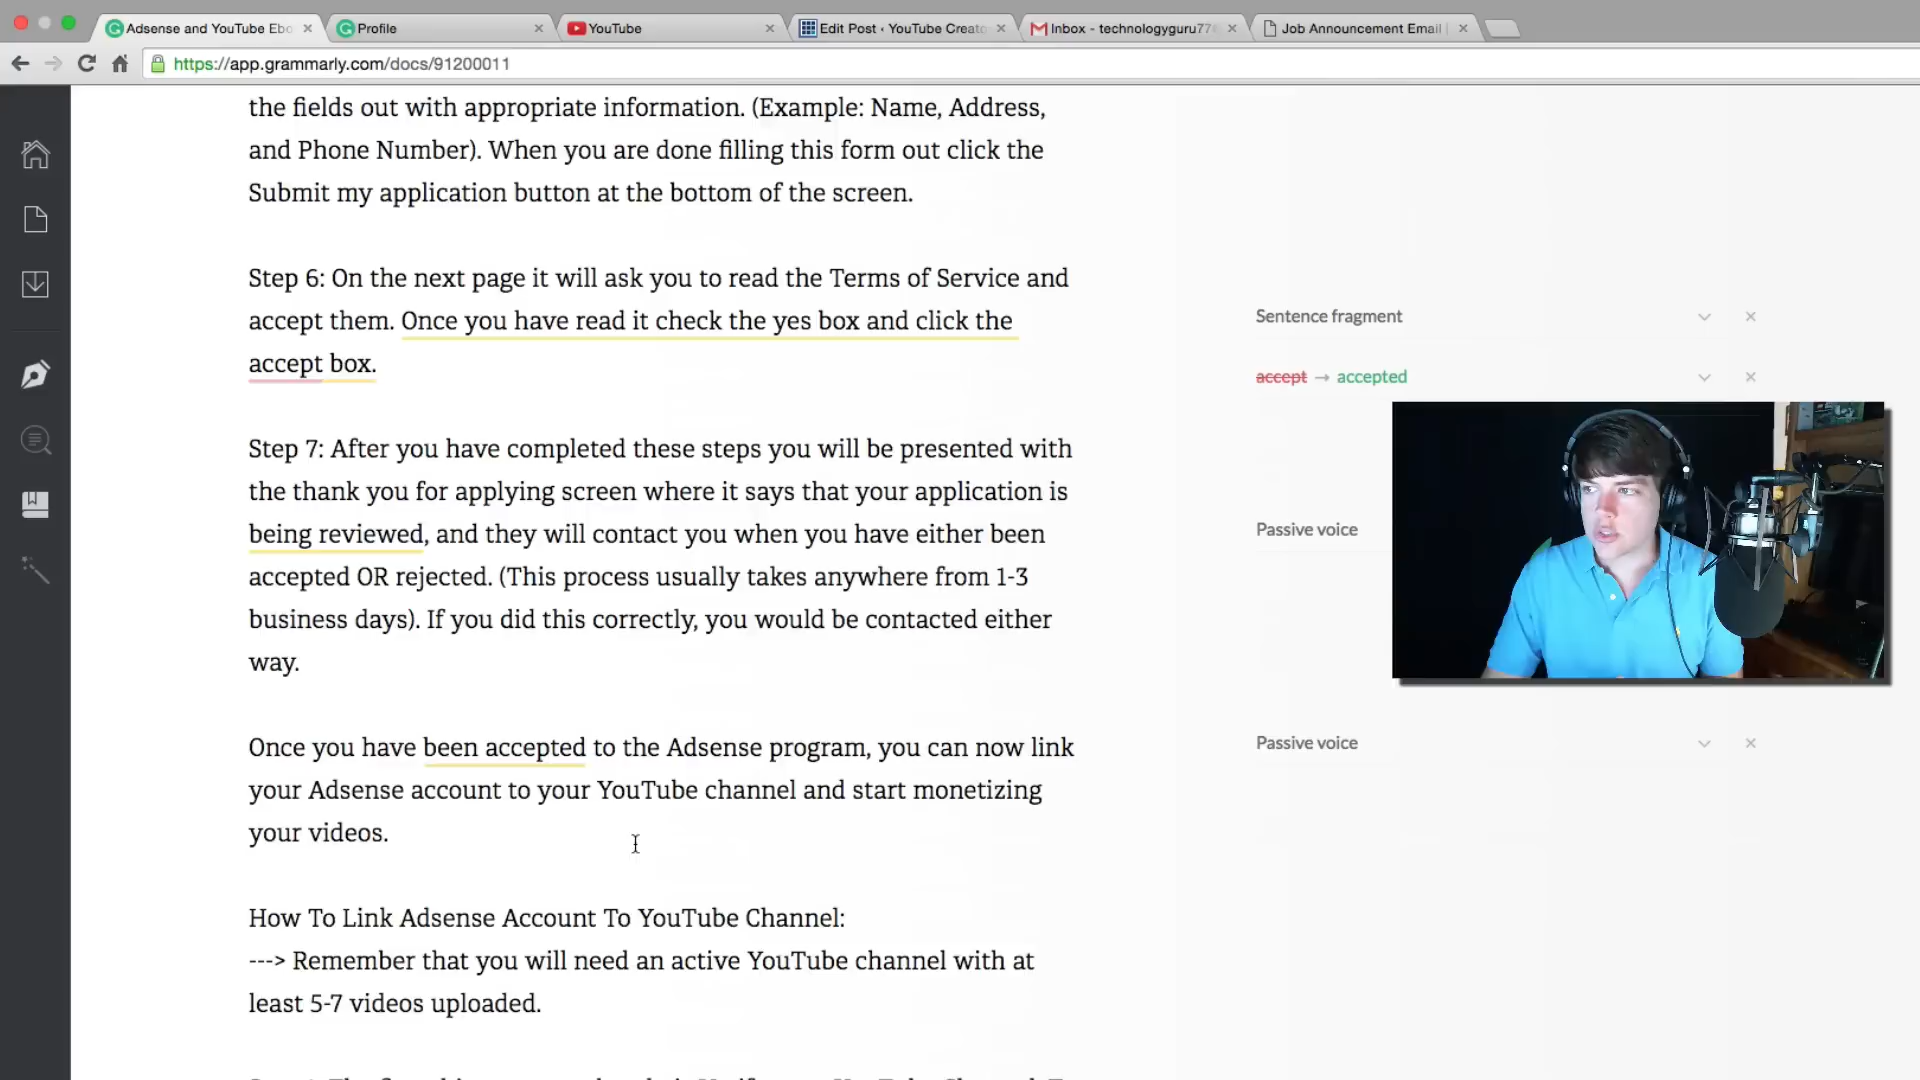 Adsense and YouTube Ebo
Profile
YouTube
Edit Post ‹ YouTube Creato
Inbox - technologyguru77
Job Announcement Email |
https://app.grammarly.com/docs/91200011
the fields out with appropriate information. (Example: Name, Address,
and Phone Number). When you are done filling this form out click the
Submit my application button at the bottom of the screen.
Step 6: On the next page it will ask you to read the Terms of Service and
accept them. Once you have read it check the yes box and click the
accept box.
Sentence fragment
accept → accepted
Step 7: After you have completed these steps you will be presented with
the thank you for applying screen where it says that your application is
being reviewed, and they will contact you when you have either been
accepted OR rejected. (This process usually takes anywhere from 1-3
business days). If you did this correctly, you would be contacted either
way.
Passive voice
Once you have been accepted to the Adsense program, you can now link
your Adsense account to your YouTube channel and start monetizing
your videos.
Passive voice
How To Link Adsense Account To YouTube Channel:
---> Remember that you will need an active YouTube channel with at
least 5-7 videos uploaded.